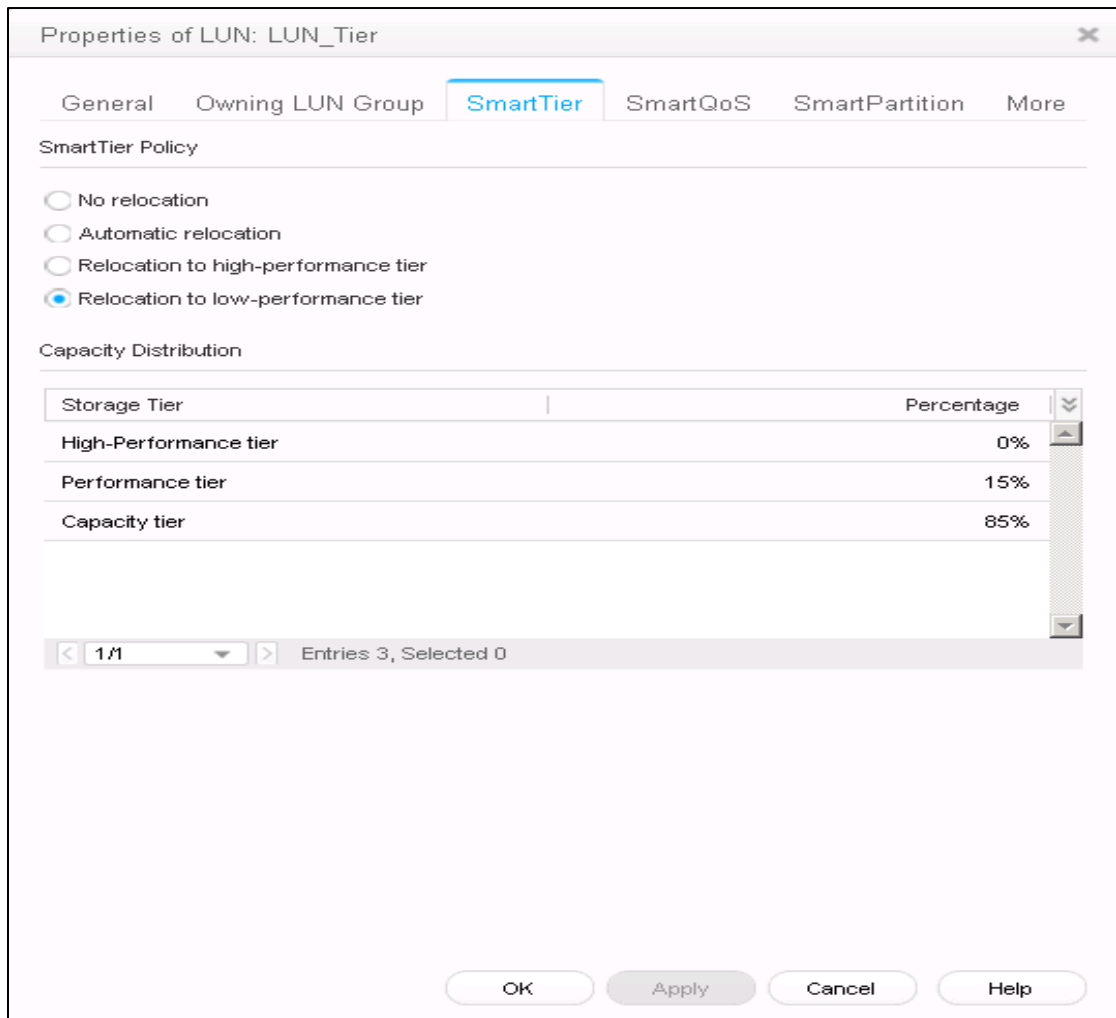 Properties of LUN: LUN_Tier
General Owning LUN Group SmartTier SmartQoS SmartPartition More
SmartTier Policy
No relocation
Automatic relocation
Relocation to high-performance tier
Relocation to low-performance tier
Capacity Distribution
Storage Tier Percentage
High-Performance tier 0%
Performance tier 15%
Capacity tier 85%
1/1 Entries 3, Selected 0
OK Apply Cancel Help